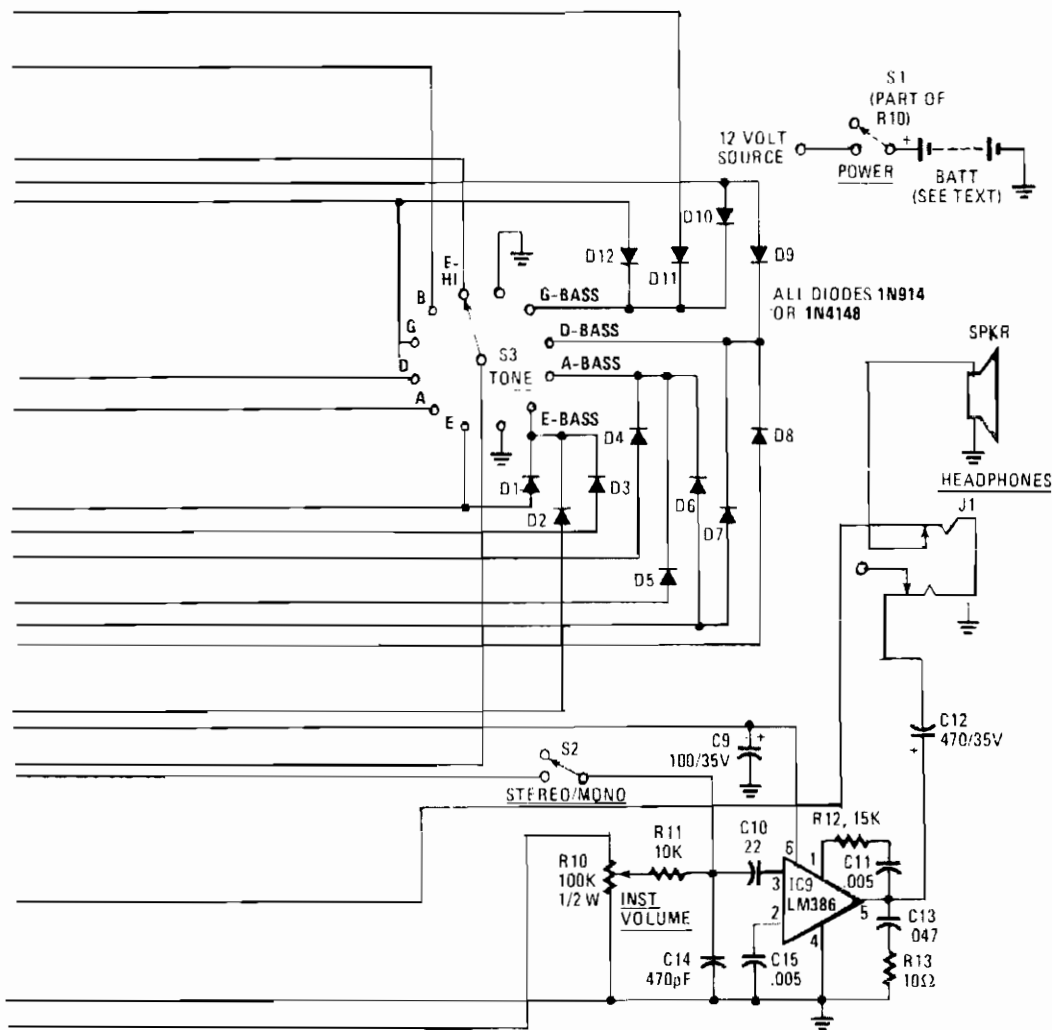 S1
(PART OF
R10)
12 VOLT
SOURCE
+
POWER
BATT
(SEE TEXT)
D10
D12
D11
D9
E-
HI
B
G-BASS
ALL DIODES 1N914
OR 1N4148
G
D-BASS
SPKR
S3
TONE
A-BASS
D
A
E
E-BASS
D4
D8
D1
D3
D2
D6
D7
HEADPHONES
J1
D5
C12
470/35V
+
C9
100/35V
+
S2
STEREO/MONO
R12, 15K
R11
10K
C10
22
6
1
C11
.005
R10
100K
1/2 W
3
IC9
LM386
INST
VOLUME
2
5
C13
047
4
C14
470pF
C15
.005
R13
10Ω